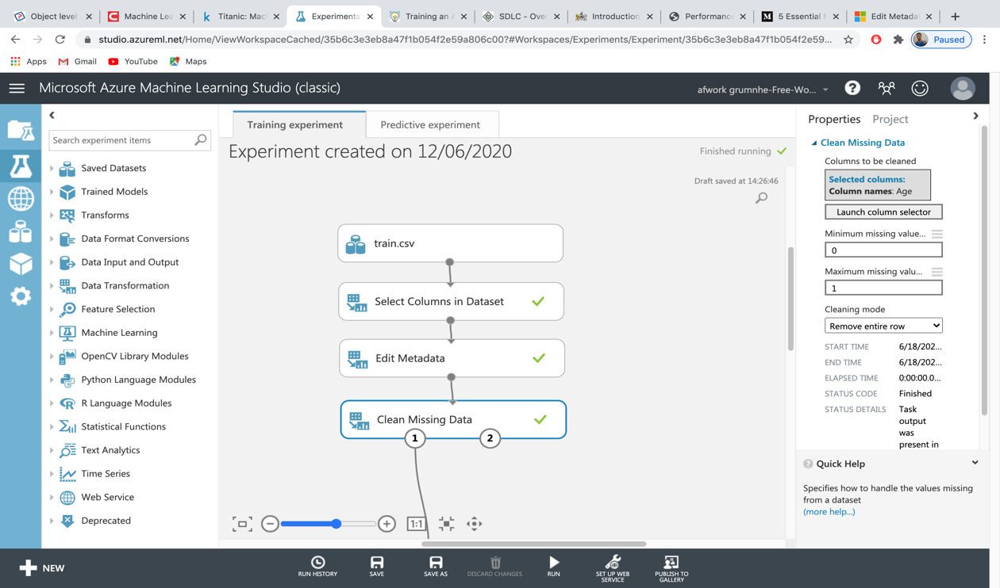 Object level
Machine Lea
Titanic: Mac
Experiments
Training an A
SDLC - Over
Introduction
Performance
5 Essential
Edit Metada
studio.azureml.net/Home/ViewWorkspaceCached/35b6c3e3eb8a47f1b054f2e59a806c00?#Workspaces/Experiments/Experiment/35b6c3e3eb8a47f1b054f2e59...
Paused
Apps
Gmail
YouTube
Maps
Microsoft Azure Machine Learning Studio (classic)
afwork grumnhe-Free-Wo...
Search experiment items
Saved Datasets
Trained Models
Transforms
Data Format Conversions
Data Input and Output
Data Transformation
Feature Selection
Machine Learning
OpenCV Library Modules
Python Language Modules
R Language Modules
Statistical Functions
Text Analytics
Time Series
Web Service
Deprecated
Training experiment
Predictive experiment
Experiment created on 12/06/2020
Finished running
Draft saved at 14:26:46
train.csv
Select Columns in Dataset
Edit Metadata
Clean Missing Data
1
2
1:1
Properties
Project
Clean Missing Data
Columns to be cleaned
Selected columns:
Column names: Age
Launch column selector
Minimum missing value...
0
Maximum missing valu...
1
Cleaning mode
Remove entire row
START TIME 6/18/202...
END TIME 6/18/202...
ELAPSED TIME 0:00:00.0...
STATUS CODE Finished
STATUS DETAILS Task
output
was
present in
Quick Help
Specifies how to handle the values missing
from a dataset
(more help...)
NEW
RUN HISTORY
SAVE
SAVE AS
DISCARD CHANGES
RUN
SET UP WEB
SERVICE
PUBLISH TO
GALLERY